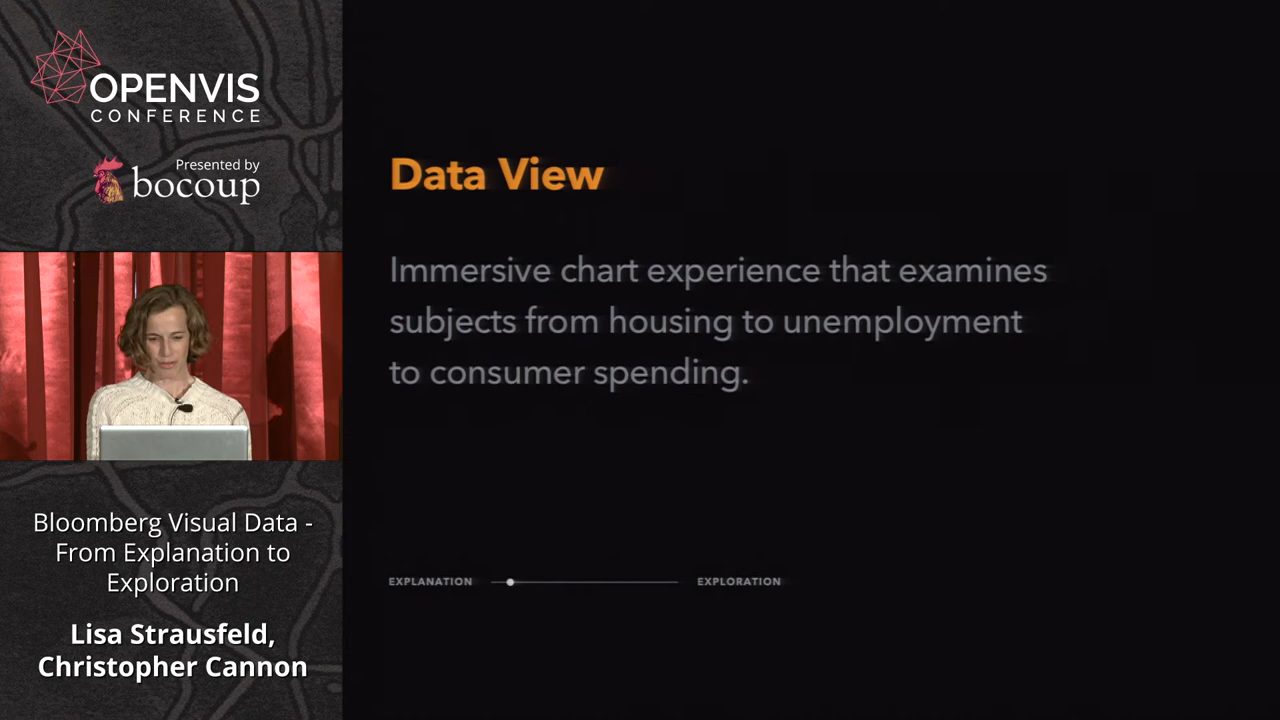 OPENVIS
CONFERENCE
Presented by
bocoup
Bloomberg Visual Data -
From Explanation to
Exploration
Lisa Strausfeld,
Christopher Cannon
Data View
Immersive chart experience that examines
subjects from housing to unemployment
to consumer spending.
EXPLANATION EXPLORATION